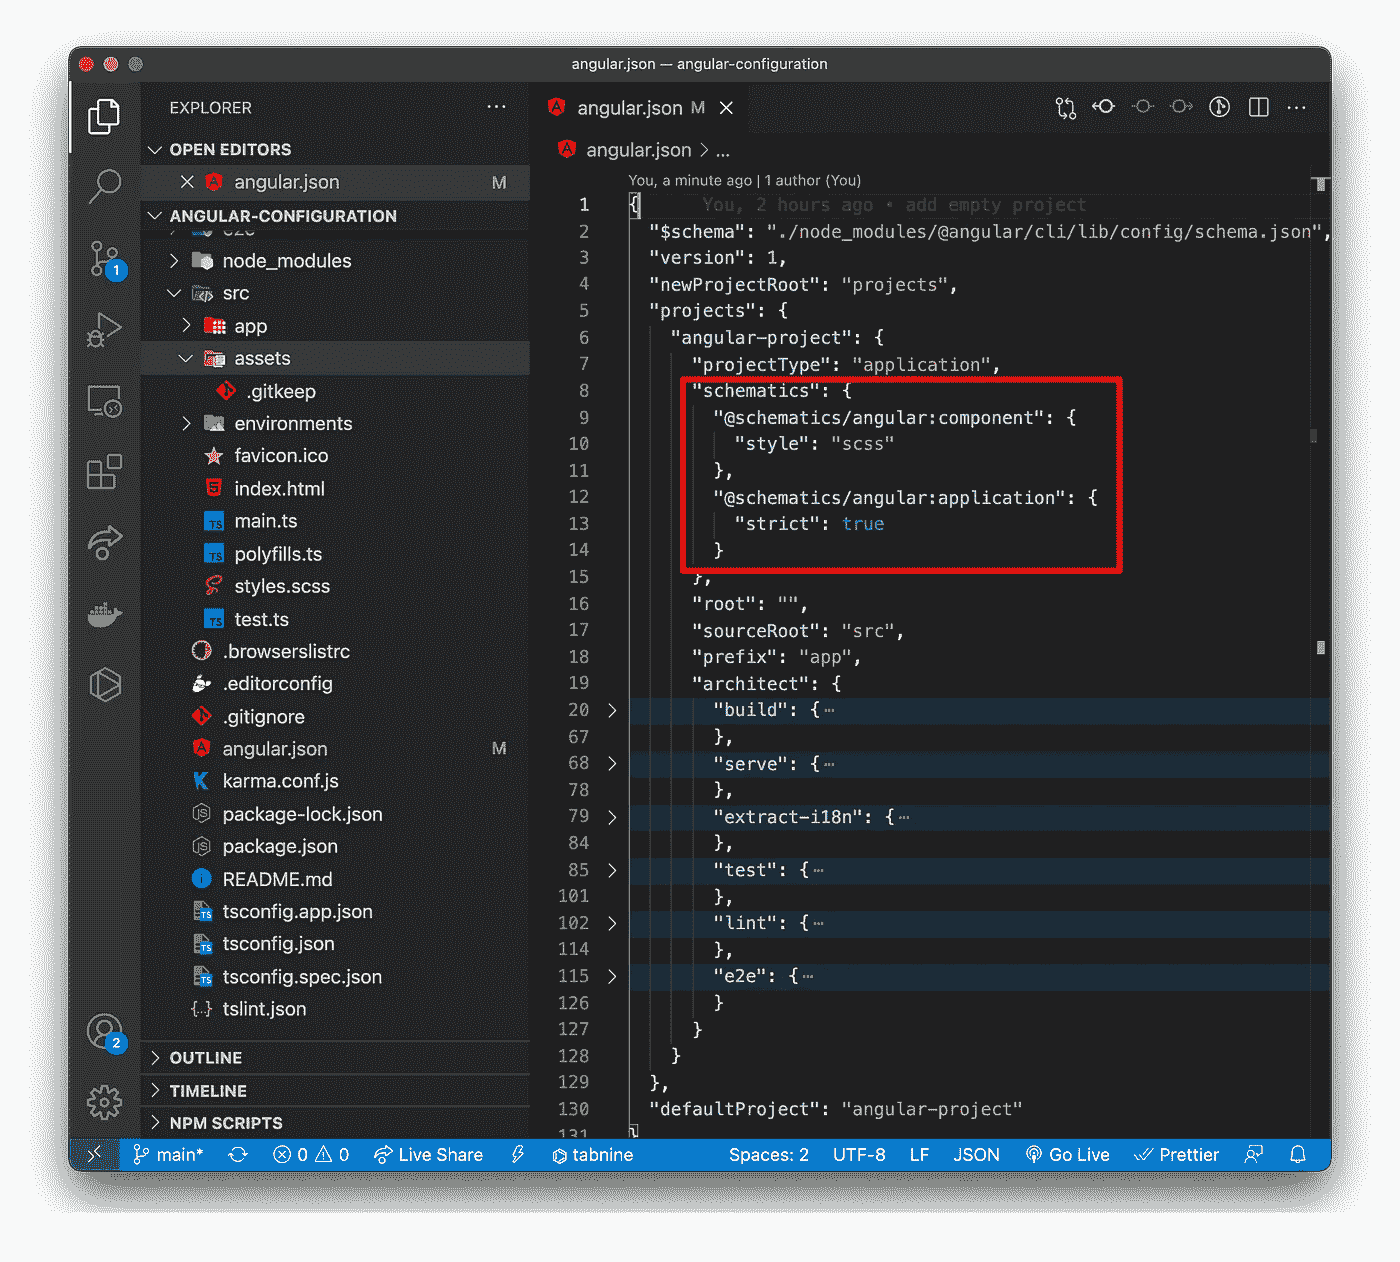 angular.json — angular-configuration
EXPLORER
OPEN EDITORS
angular.json M
ANGULAR-CONFIGURATION
e2e
node_modules
src
app
assets
.gitkeep
environments
favicon.ico
index.html
main.ts
polyfills.ts
styles.scss
test.ts
.browserslistrc
.editorconfig
.gitignore
angular.json M
karma.conf.js
package-lock.json
package.json
README.md
tsconfig.app.json
tsconfig.json
tsconfig.spec.json
tslint.json
OUTLINE
TIMELINE
NPM SCRIPTS
1
2
angular.json M
angular.json > ...
You, a minute ago | 1 author (You)
1 { You, 2 hours ago • add empty project
2 "$schema": "./node_modules/@angular/cli/lib/config/schema.json",
3 "version": 1,
4 "newProjectRoot": "projects",
5 "projects": {
6 "angular-project": {
7 "projectType": "application",
8 "schematics": {
9 "@schematics/angular:component": {
10 "style": "scss"
11 },
12 "@schematics/angular:application": {
13 "strict": true
14 }
15 },
16 "root": "",
17 "sourceRoot": "src",
18 "prefix": "app",
19 "architect": {
20 "build": {…
67 },
68 "serve": {…
78 },
79 "extract-i18n": {…
84 },
85 "test": {…
101 },
102 "lint": {…
114 },
115 "e2e": {…
126 }
127 }
128 }
129 },
130 "defaultProject": "angular-project"
131 }
main* 0 0 Live Share tabnine Spaces: 2 UTF-8 LF JSON Go Live Prettier